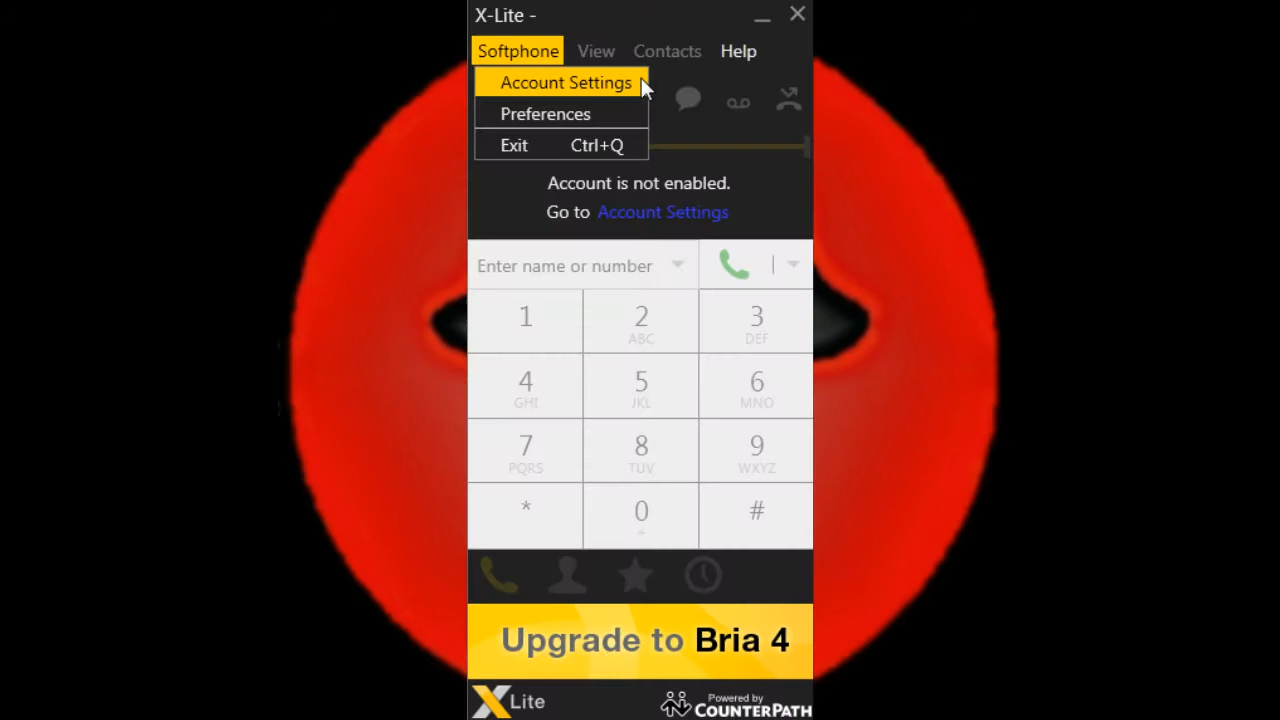 X-Lite -
Softphone View Contacts Help
Account Settings
Preferences
Exit Ctrl+Q
Account is not enabled.
Go to Account Settings
Enter name or number
1 2 3
ABC DEF
4 5 6
GHI JKL MNO
7 8 9
PQRS TUV WXYZ
* 0 #
+
Upgrade to Bria 4
X Lite
Powered by
COUNTERPATH